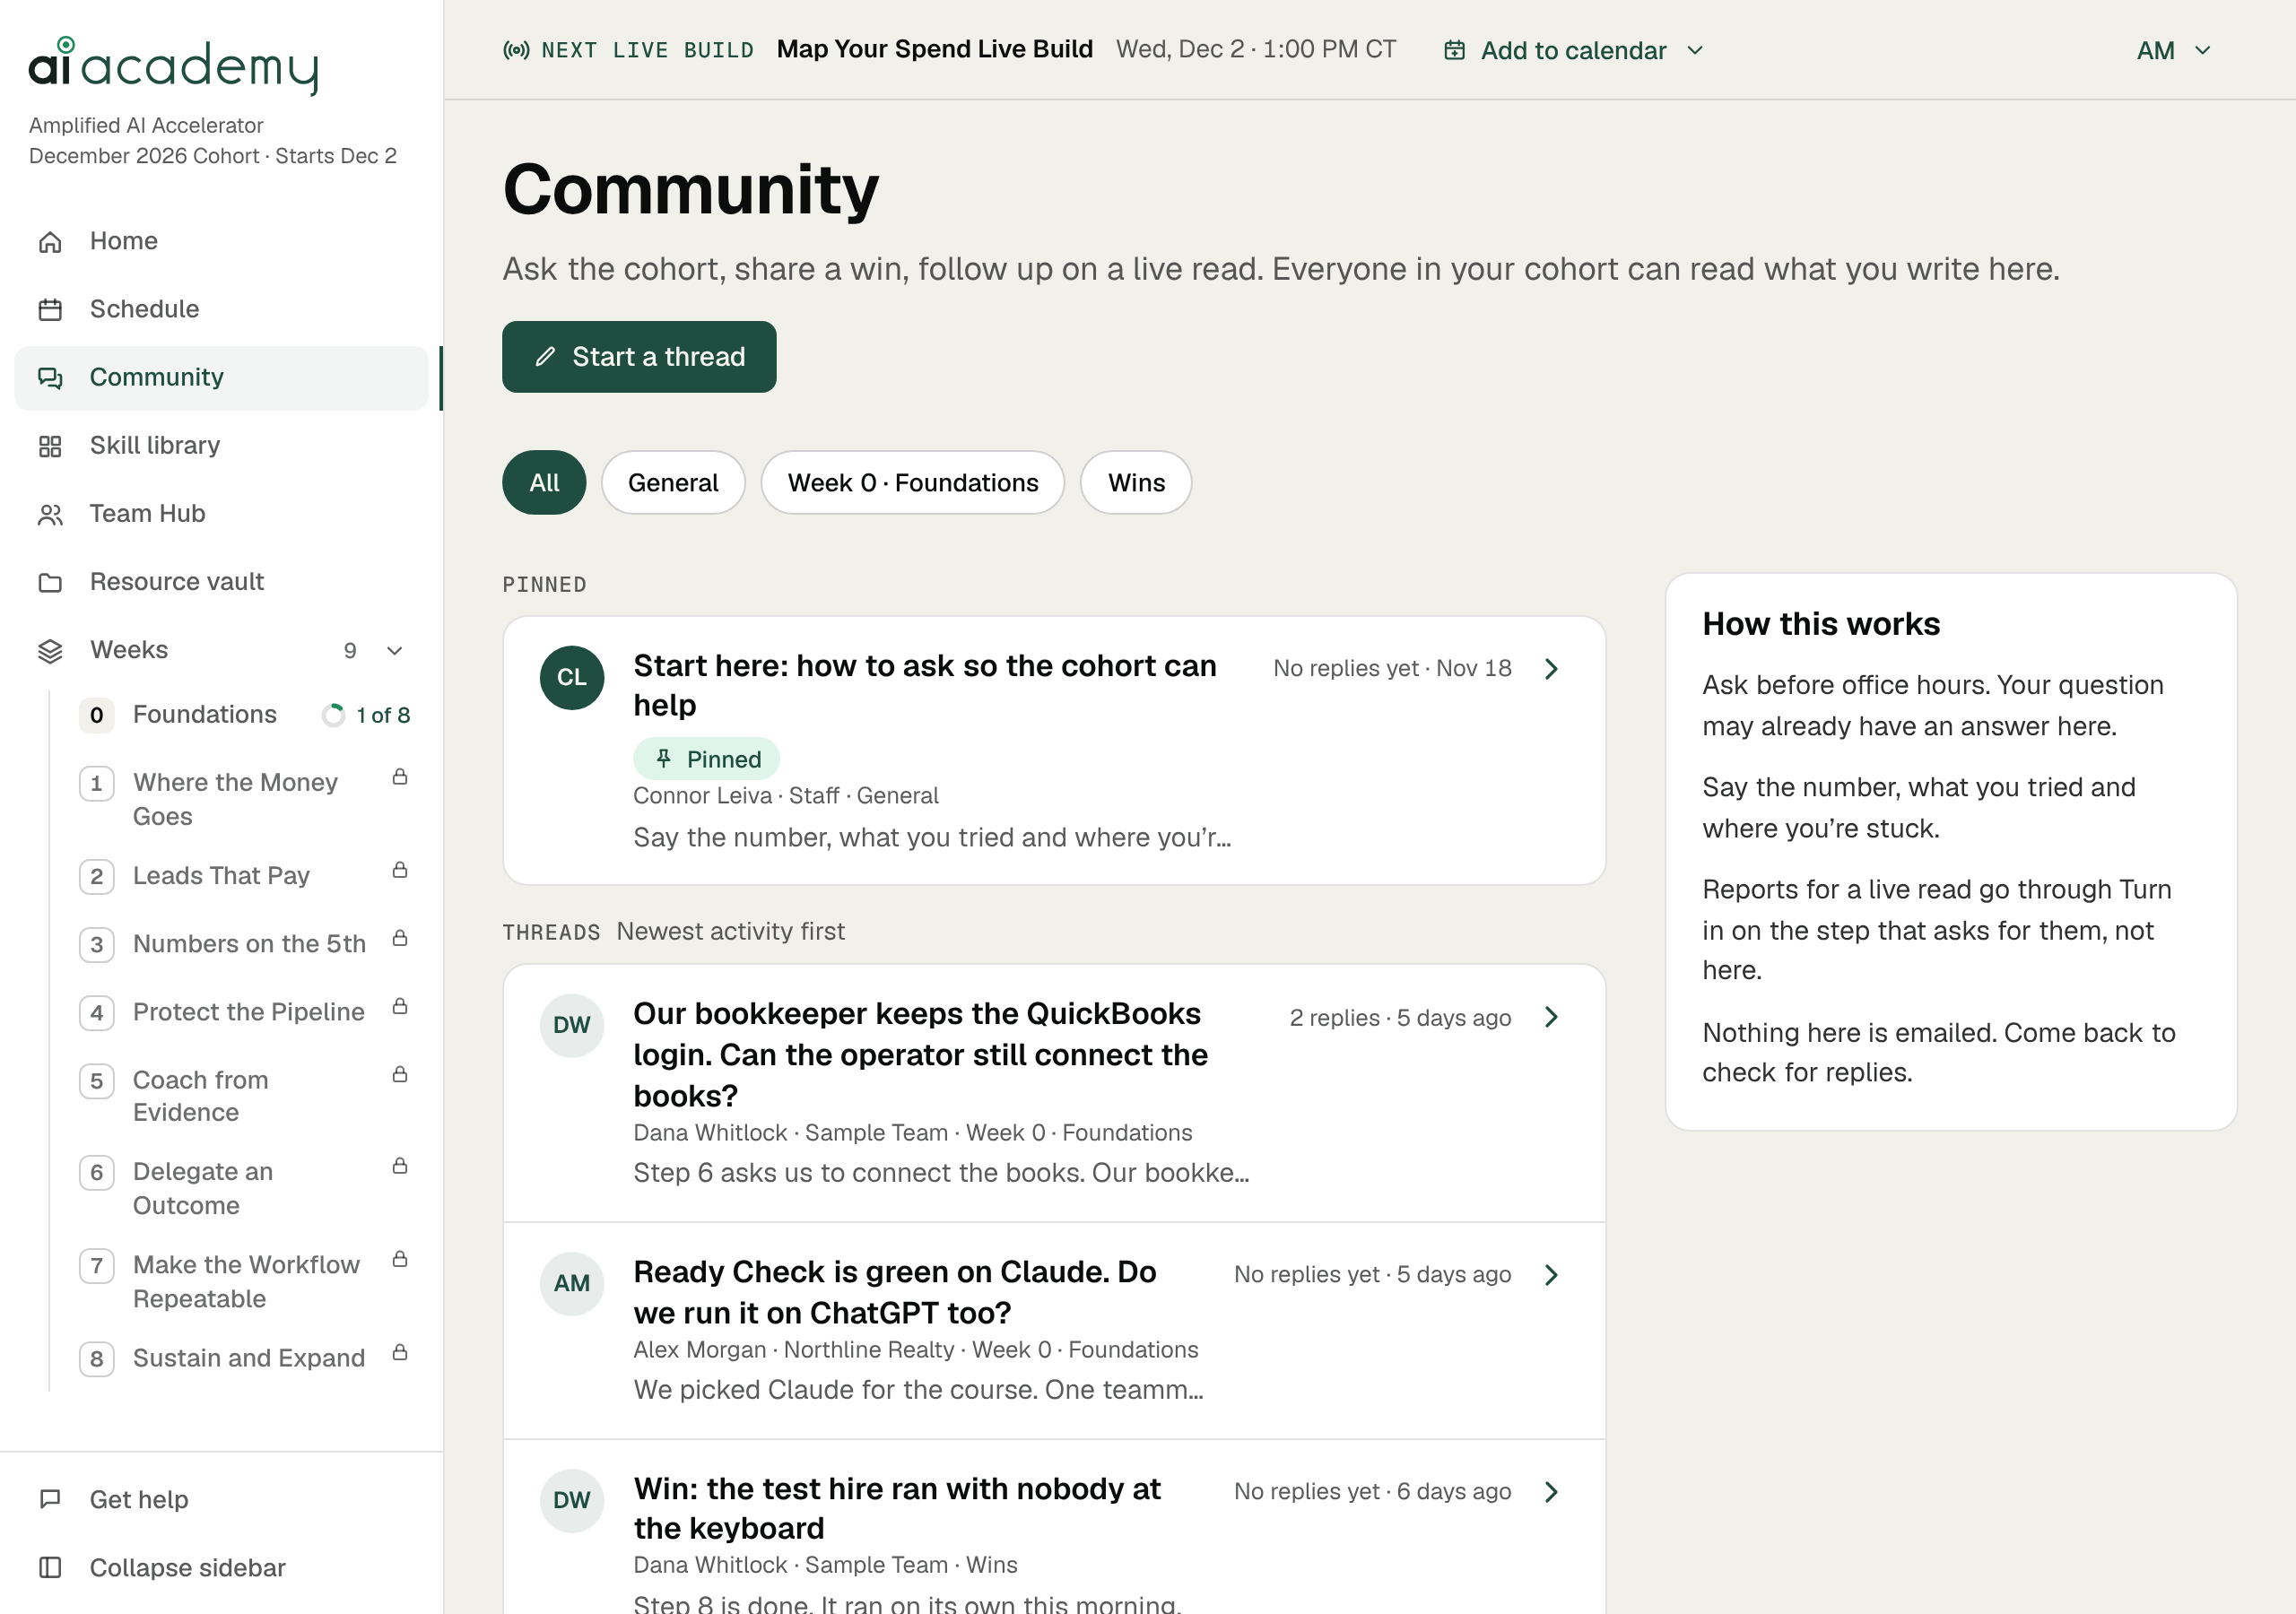 ai academy
Amplified AI Accelerator
December 2026 Cohort · Starts Dec 2
Home
Schedule
Community
Skill library
Team Hub
Resource vault
Weeks 9
0 Foundations 1 of 8
1 Where the Money
Goes
2 Leads That Pay
3 Numbers on the 5th
4 Protect the Pipeline
5 Coach from
Evidence
6 Delegate an
Outcome
7 Make the Workflow
Repeatable
8 Sustain and Expand
Get help
Collapse sidebar
NEXT LIVE BUILD Map Your Spend Live Build Wed, Dec 2 · 1:00 PM CT Add to calendar AM
Community
Ask the cohort, share a win, follow up on a live read. Everyone in your cohort can read what you write here.
Start a thread
All General Week 0 · Foundations Wins
PINNED
CL Start here: how to ask so the cohort can No replies yet · Nov 18
help
Pinned
Connor Leiva · Staff · General
Say the number, what you tried and where you’r...
THREADS Newest activity first
DW Our bookkeeper keeps the QuickBooks 2 replies · 5 days ago
login. Can the operator still connect the
books?
Dana Whitlock · Sample Team · Week 0 · Foundations
Step 6 asks us to connect the books. Our bookke...
AM Ready Check is green on Claude. Do No replies yet · 5 days ago
we run it on ChatGPT too?
Alex Morgan · Northline Realty · Week 0 · Foundations
We picked Claude for the course. One teamm...
DW Win: the test hire ran with nobody at No replies yet · 6 days ago
the keyboard
Dana Whitlock · Sample Team · Wins
Step 8 is done. It ran on its own this morning.
How this works
Ask before office hours. Your question
may already have an answer here.
Say the number, what you tried and
where you’re stuck.
Reports for a live read go through Turn
in on the step that asks for them, not
here.
Nothing here is emailed. Come back to
check for replies.